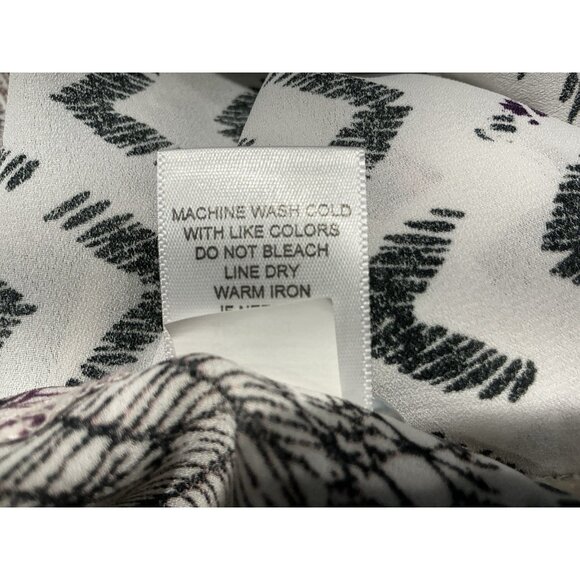 MACHINE WASH COLD
WITH LIKE COLORS
DO NOT BLEACH
LINE DRY
WARM IRON